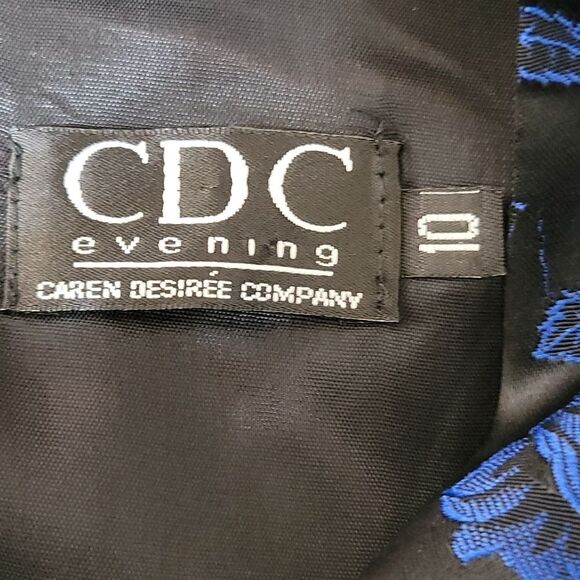 CDC
evening
CAREN DESIRÉE COMPANY
10